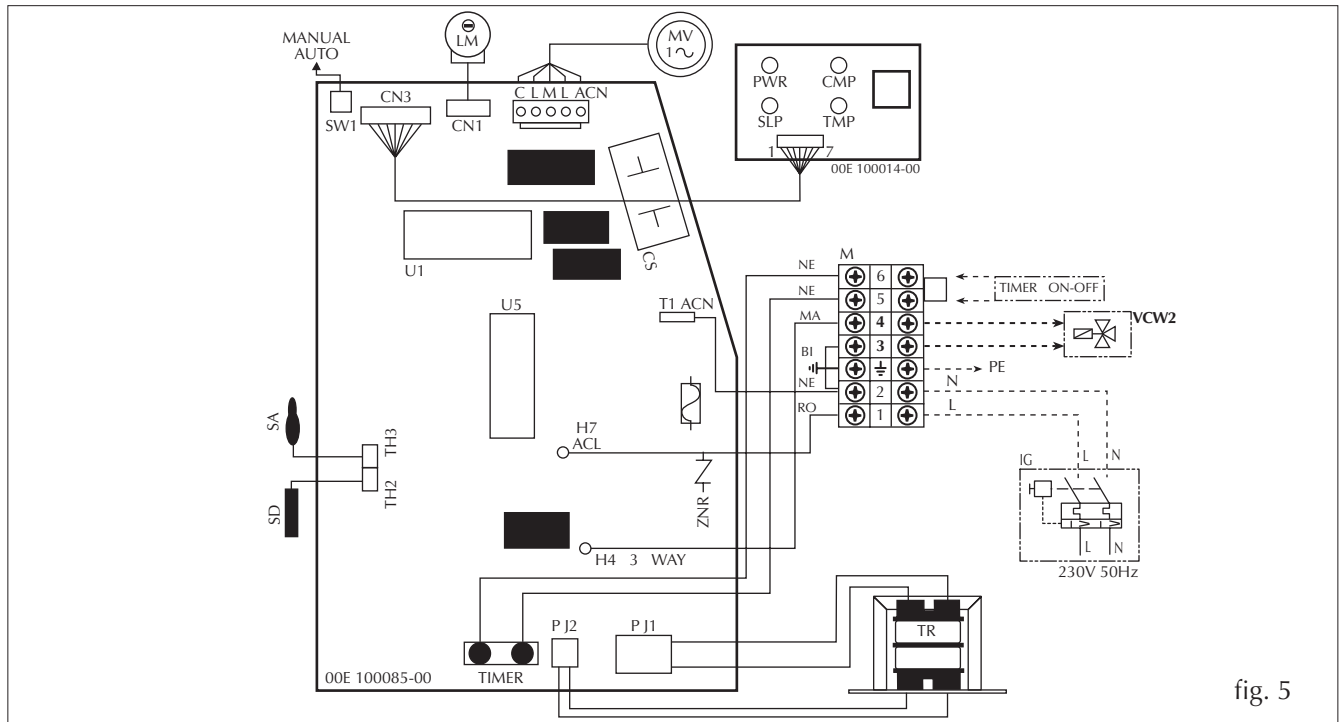 MANUAL
AUTO
LM
MV
1
C L M L ACN
CN3
SW1
CN1
PWR
CMP
SLP
TMP
1
7
00E 100014-00
U1
CS
U5
T1 ACN
M
NE
6
TIMER ON-OFF
NE
5
MA
4
VCW2
BI
3
PE
NE
2
N
RO
1
L
SA
TH3
H7
ACL
SD
TH2
ZNR
IG
L
N
L
N
230V 50Hz
H4 3 WAY
P J2
P J1
TR
TIMER
00E 100085-00
fig. 5